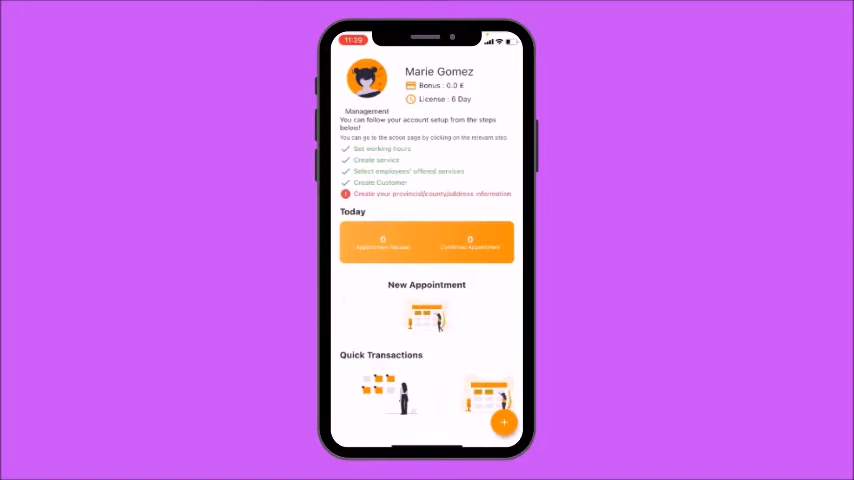 11:29
Marie Gomez
Bonus : 0.0 £
License : 6 Day
Management
You can follow your account setup from the steps
below!
You can go to the action page by clicking on the relevant step.
Set working hours
Create service
Select employees' offered services
Create Customer
Create your provincial/county/address information
Today
0
0
Appointment Request
Confirmed Appointment
New Appointment
Quick Transactions
+